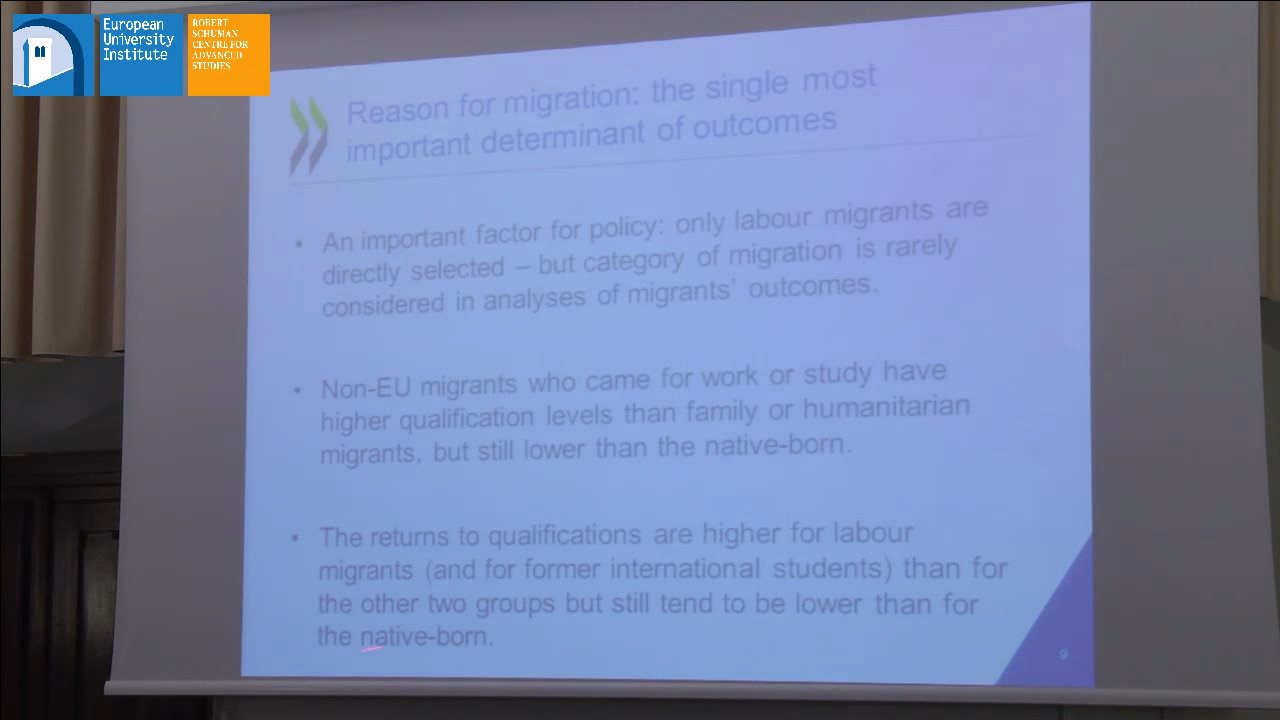 European
University
Institute
ROBERT
SCHUMAN
CENTRE FOR
ADVANCED
STUDIES
Reason for migration: the single most
important determinant of outcomes
• An important factor for policy: only labour migrants are
directly selected – but category of migration is rarely
considered in analyses of migrants' outcomes.
• Non-EU migrants who came for work or study have
higher qualification levels than family or humanitarian
migrants, but still lower than the native-born.
• The returns to qualifications are higher for labour
migrants (and for former international students) than for
the other two groups but still tend to be lower than for
the native-born.
9